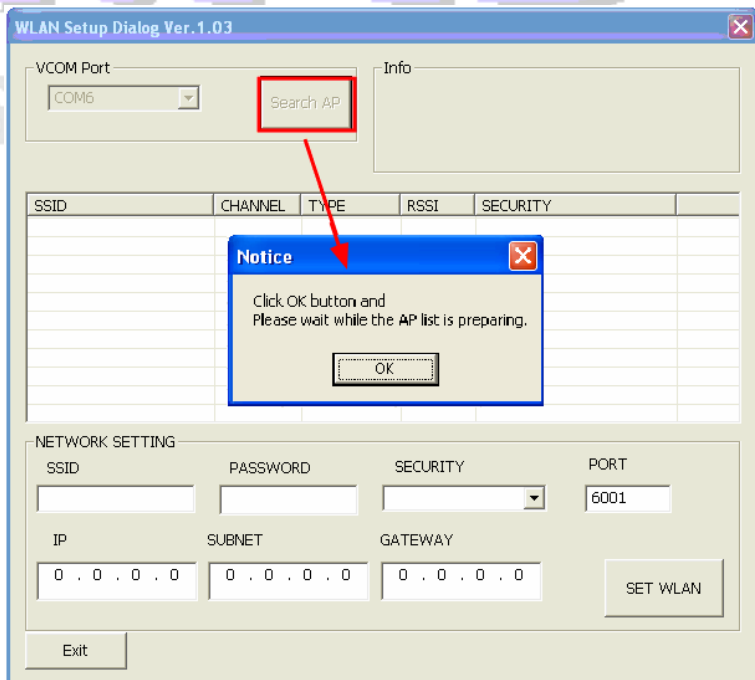 WLAN Setup Dialog Ver.1.03
VCOM Port
Info
COM6
Search AP
SSID CHANNEL TYPE RSSI SECURITY
Notice
Click OK button and
Please wait while the AP list is preparing.
OK
NETWORK SETTING
SSID PASSWORD SECURITY PORT
6001
IP SUBNET GATEWAY
0 . 0 . 0 . 0 0 . 0 . 0 . 0 0 . 0 . 0 . 0
SET WLAN
Exit